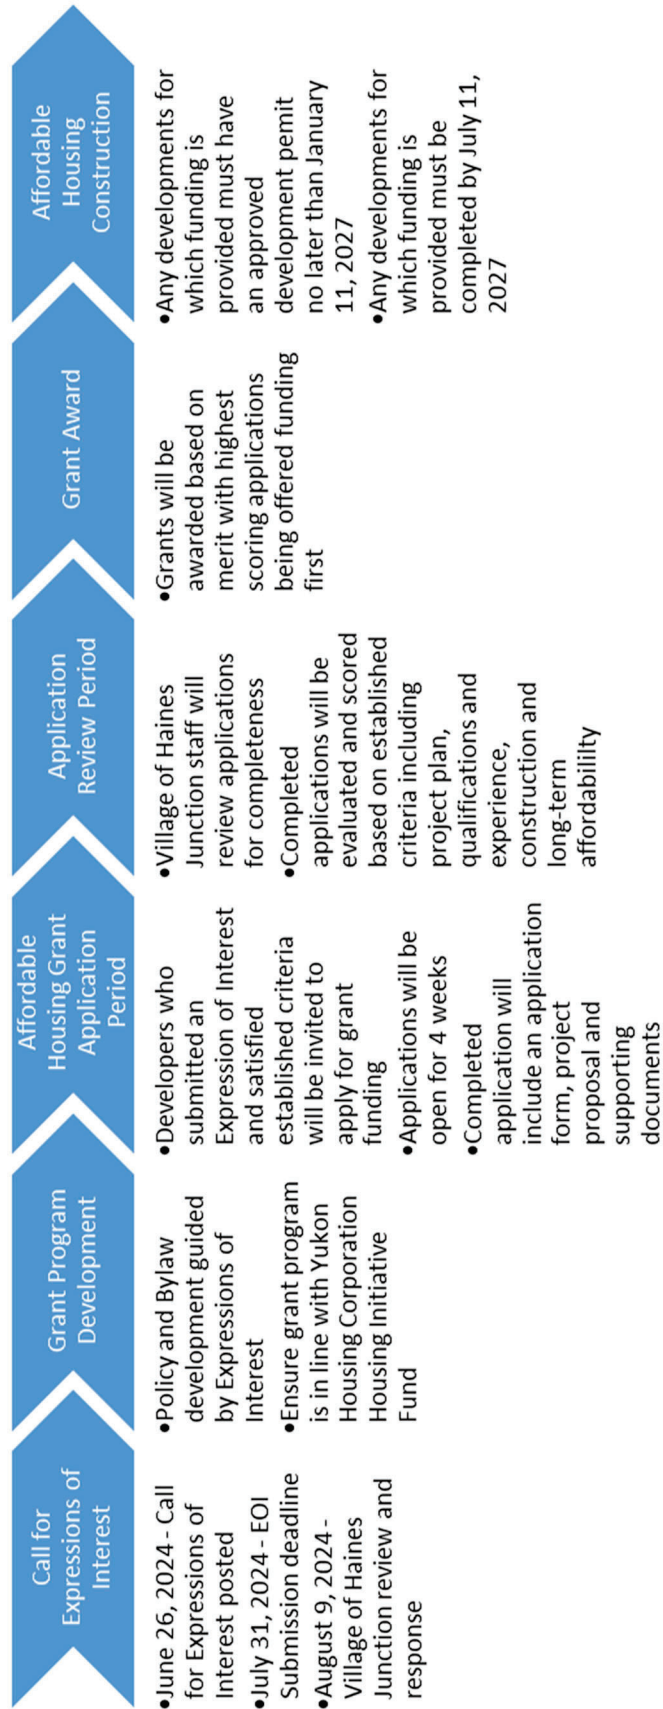 Call for
Expressions of
Interest
•June 26, 2024 - Call
for Expressions of
Interest posted
•July 31, 2024 - EOI
Submission deadline
•August 9, 2024 -
Village of Haines
Junction review and
response
Grant Program
Development
•Policy and Bylaw
development guided
by Expressions of
Interest
•Ensure grant program
is in line with Yukon
Housing Corporation
Housing Initiative
Fund
Affordable
Housing Grant
Application
Period
•Developers who
submitted an
Expression of Interest
and satisfied
established criteria
will be invited to
apply for grant
funding
•Applications will be
open for 4 weeks
•Completed
application will
include an application
form, project
proposal and
supporting
documents
Application
Review Period
•Village of Haines
Junction staff will
review applications
for completeness
•Completed
applications will be
evaluated and scored
based on established
criteria including
project plan,
qualifications and
experience,
construction and
long-term
affordabililty
Grant Award
•Grants will be
awarded based on
merit with highest
scoring applications
being offered funding
first
Affordable
Housing
Construction
•Any developments for
which funding is
provided must have
an approved
development pemit
no later than January
11, 2027
•Any developments for
which funding is
provided must be
completed by July 11,
2027